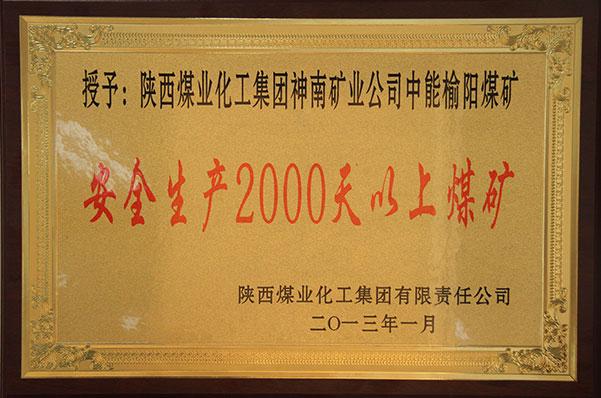 授予：陕西煤业化工集团神南矿业公司中能榆阳煤矿
安全生产2000天以上煤矿
陕西煤业化工集团有限责任公司
二〇一三年一月